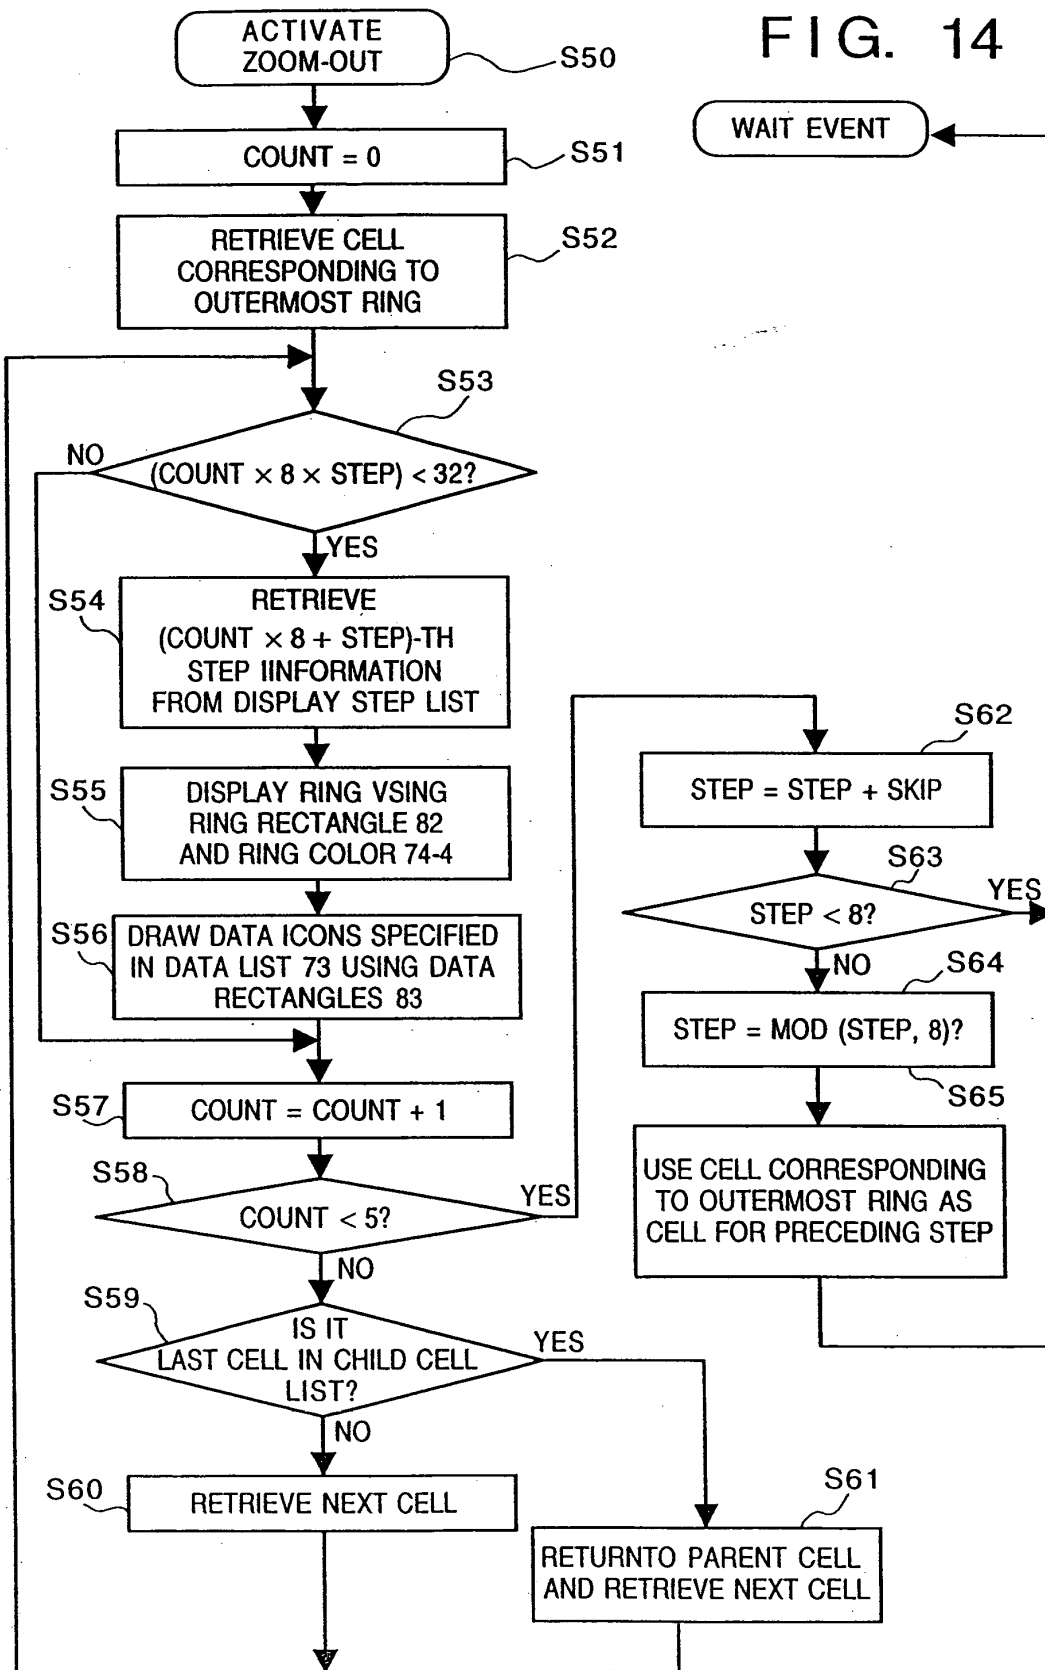 FIG. 14
ACTIVATE
ZOOM-OUT
S50
WAIT EVENT
COUNT = 0
S51
RETRIEVE CELL
CORRESPONDING TO
OUTERMOST RING
S52
S53
NO
(COUNT × 8 × STEP) < 32?
YES
S54
RETRIEVE
(COUNT × 8 + STEP)-TH
STEP IINFORMATION
FROM DISPLAY STEP LIST
S55
DISPLAY RING VSING
RING RECTANGLE 82
AND RING COLOR 74-4
S56
DRAW DATA ICONS SPECIFIED
IN DATA LIST 73 USING DATA
RECTANGLES 83
S57
COUNT = COUNT + 1
S58
COUNT < 5?
YES
NO
S59
IS IT
LAST CELL IN CHILD CELL
LIST?
YES
NO
S60
RETRIEVE NEXT CELL
S61
RETURNTO PARENT CELL
AND RETRIEVE NEXT CELL
S62
STEP = STEP + SKIP
S63
STEP < 8?
YES
NO
S64
STEP = MOD (STEP, 8)?
S65
USE CELL CORRESPONDING
TO OUTERMOST RING AS
CELL FOR PRECEDING STEP